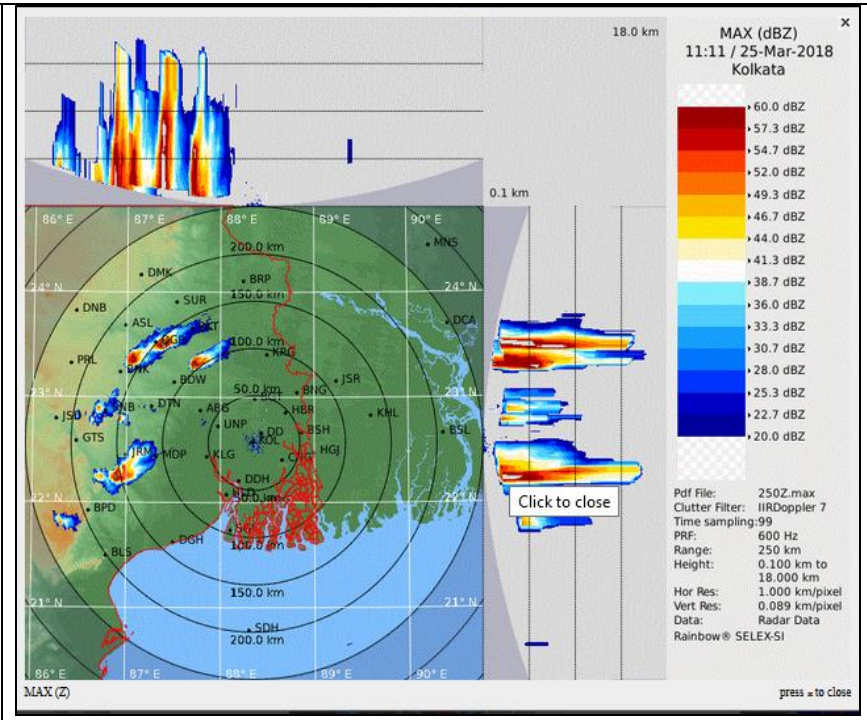 18.0 km
0.1 km
x
MAX (dBZ)
11:11 / 25-Mar-2018
Kolkata
60.0 dBZ
57.3 dBZ
54.7 dBZ
52.0 dBZ
49.3 dBZ
46.7 dBZ
44.0 dBZ
41.3 dBZ
38.7 dBZ
36.0 dBZ
33.3 dBZ
30.7 dBZ
28.0 dBZ
25.3 dBZ
22.7 dBZ
20.0 dBZ
86° E 87° E 88° E 89° E 90° E
MNS
200.0 km
DMK
BRP
24° N 24° N
150.0 km
SUR
DNB
ASL
DCA
100.0 km
KRG
PRL
BNK
BDW
JSR
50.0 km
BNG
DTN
ABG
HBR
KHL
JSD
UNP
DD
BSH
BSL
GTS
KOL
JRM
MDP
KLG
HGJ
DDH
22° N 22° N
50.0 km
BPD
DGH
100.0 km
BLS
150.0 km
21° N 21° N
SDH
200.0 km
86° E 87° E 88° E 89° E 90° E
Click to close
Pdf File: 250Z.max
Clutter Filter: IIRDoppler 7
Time sampling:99
PRF: 600 Hz
Range: 250 km
Height: 0.100 km to
18.000 km
Hor Res: 1.000 km/pixel
Vert Res: 0.089 km/pixel
Data: Radar Data
Rainbow® SELEX-SI
MAX (Z)
press x to close